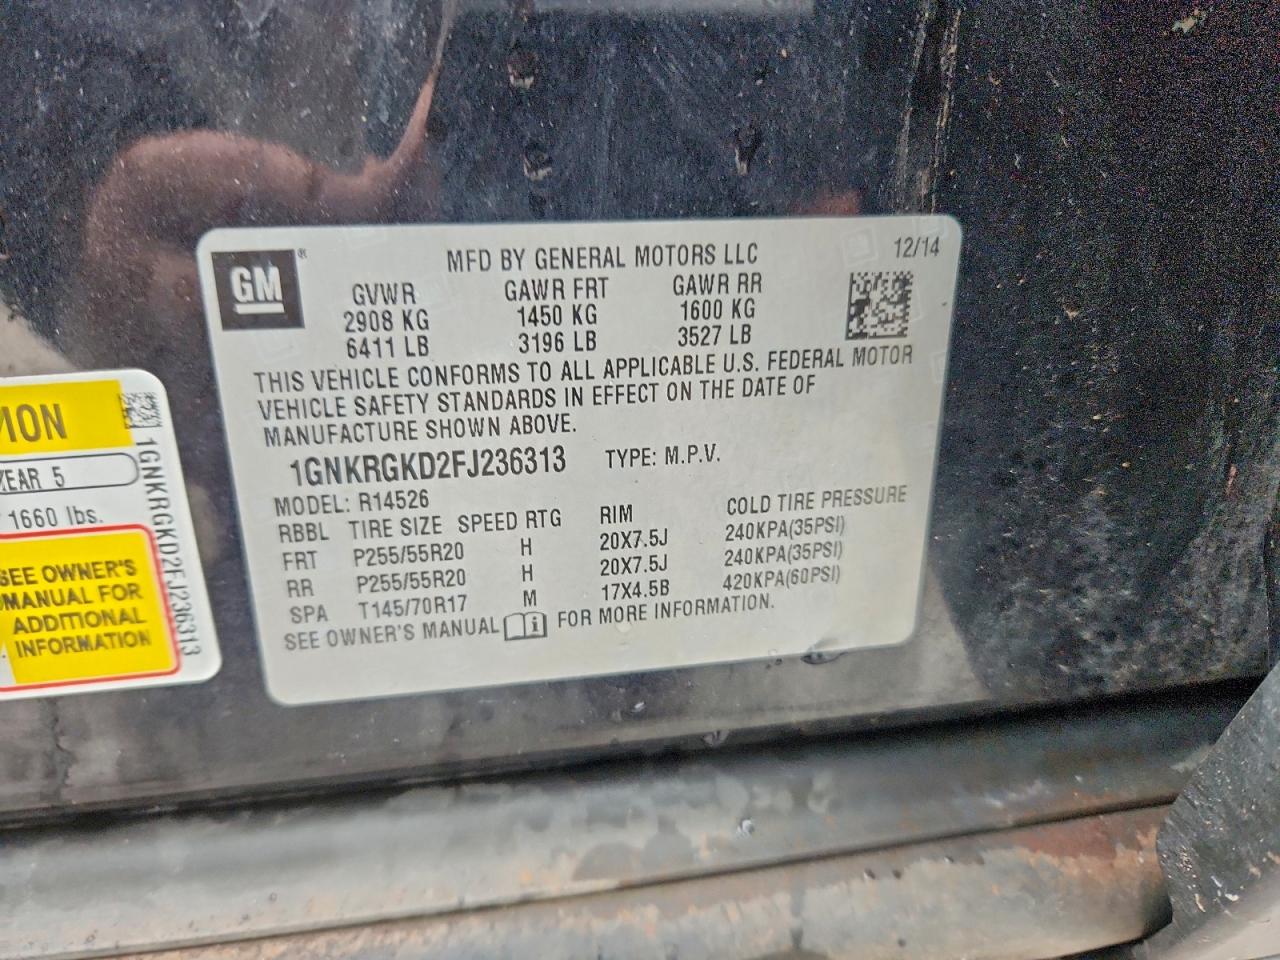 GM
®
MFD BY GENERAL MOTORS LLC
12/14
GVWR GAWR FRT GAWR RR
2908 KG 1450 KG 1600 KG
6411 LB 3196 LB 3527 LB
THIS VEHICLE CONFORMS TO ALL APPLICABLE U.S. FEDERAL MOTOR
VEHICLE SAFETY STANDARDS IN EFFECT ON THE DATE OF
MANUFACTURE SHOWN ABOVE.
1GNKRGKD2FJ236313 TYPE: M.P.V.
MODEL: R14526
RBBL TIRE SIZE SPEED RTG RIM COLD TIRE PRESSURE
FRT P255/55R20 H 20X7.5J 240KPA(35PSI)
RR P255/55R20 H 20X7.5J 240KPA(35PSI)
SPA T145/70R17 M 17X4.5B 420KPA(60PSI)
SEE OWNER'S MANUAL i FOR MORE INFORMATION.
EAR 5
1660 lbs.
SEE OWNER'S
MANUAL FOR
ADDITIONAL
INFORMATION
1GNKRGKD2FJ236313